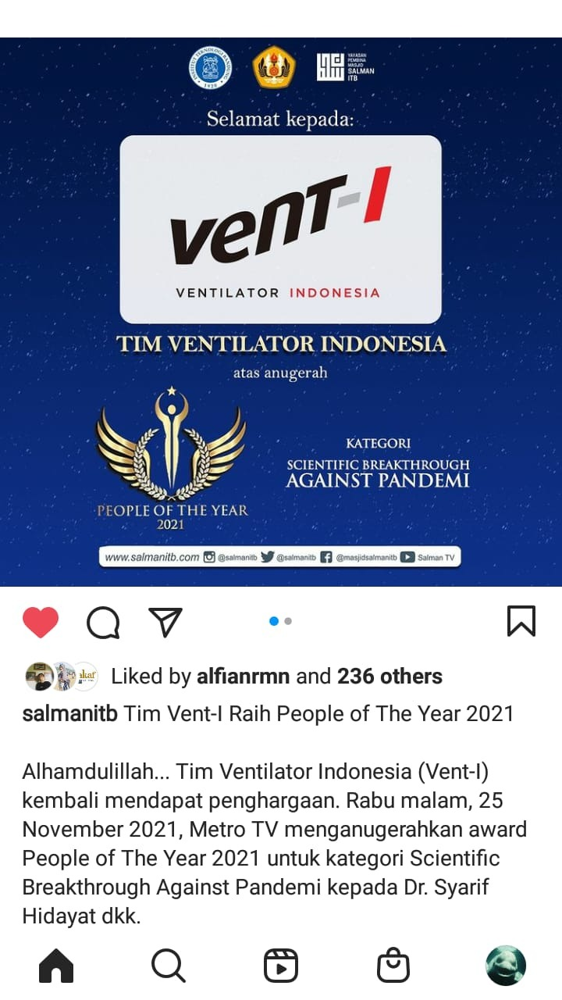 INSTITUT TEKNOLOGI BANDUNG
1920
YAYASAN
PEMBINA
MASJID
SALMAN
ITB
Selamat kepada:
vent-I
VENTILATOR INDONESIA
TIM VENTILATOR INDONESIA
atas anugerah
PEOPLE OF THE YEAR
2021
KATEGORI
SCIENTIFIC BREAKTHROUGH
AGAINST PANDEMI
www.salmanitb.com @salmanitb @salmanitb @masjidsalmanitb Salman TV
Liked by alfianrmn and 236 others
salmanitb Tim Vent-I Raih People of The Year 2021
Alhamdulillah... Tim Ventilator Indonesia (Vent-I)
kembali mendapat penghargaan. Rabu malam, 25
November 2021, Metro TV menganugerahkan award
People of The Year 2021 untuk kategori Scientific
Breakthrough Against Pandemi kepada Dr. Syarif
Hidayat dkk.